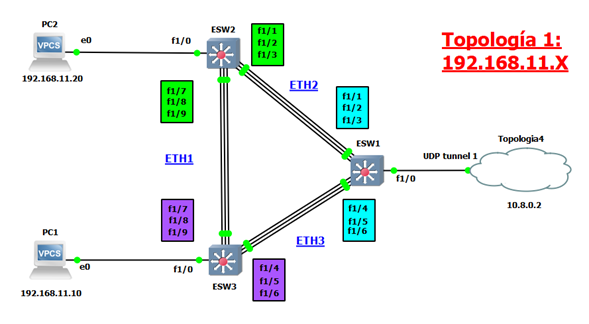 PC2
e0
VPCS
192.168.11.20
f1/0
ESW2
f1/1
f1/2
f1/3
Topología 1:
192.168.11.X
f1/7
f1/8
f1/9
ETH2
f1/1
f1/2
f1/3
ETH1
ESW1
UDP tunnel 1
f1/0
Topologia4
10.8.0.2
f1/7
f1/8
f1/9
f1/4
f1/5
f1/6
ETH3
PC1
VPCS
e0
192.168.11.10
f1/0
ESW3
f1/4
f1/5
f1/6